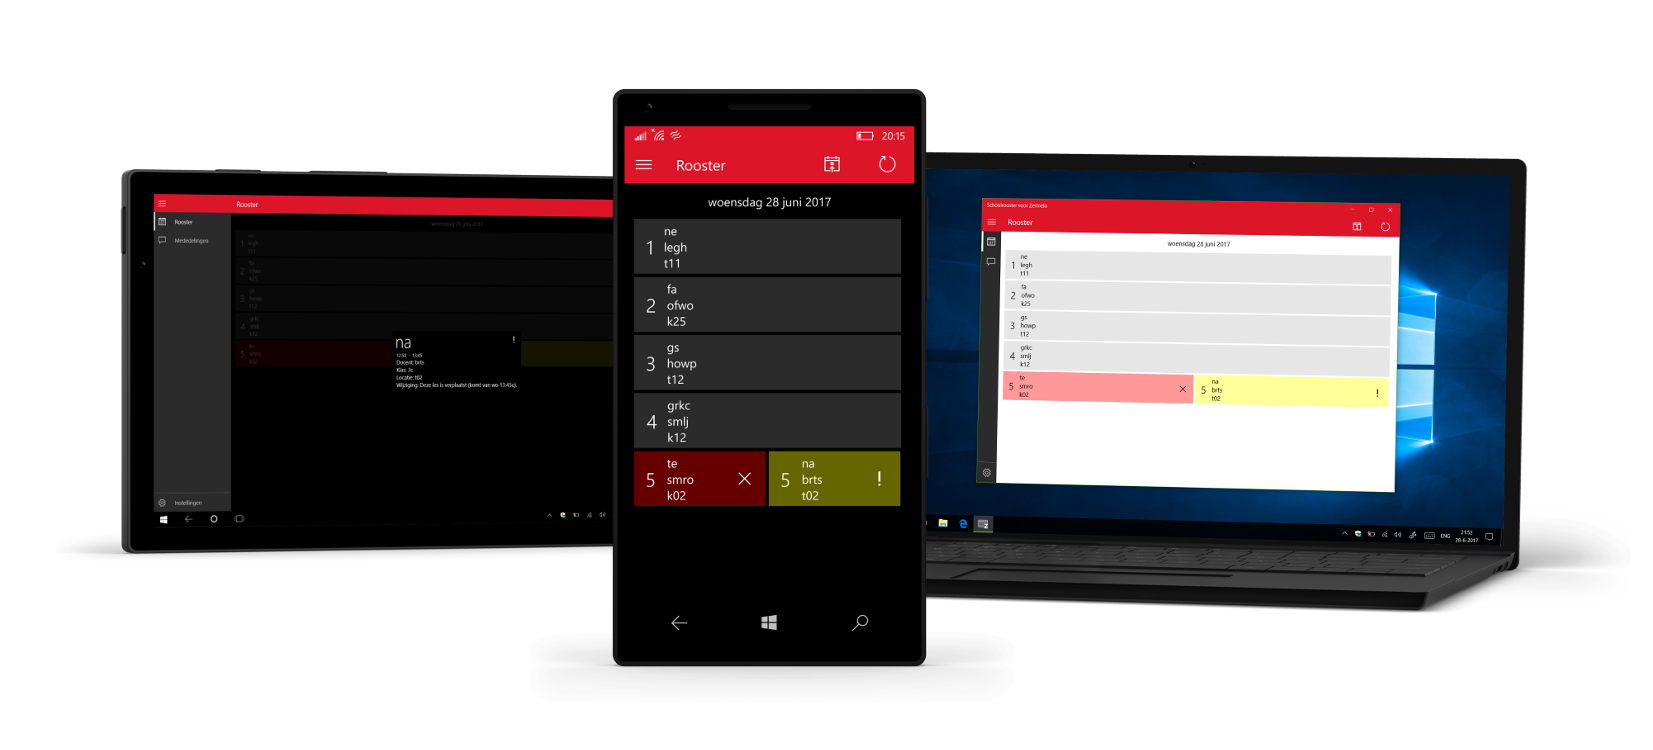 Rooster
Rooster
Mededelingen
woensdag 28 juni 2017
1
ne
legh
t11
2
fa
ofwo
k25
3
gs
howp
t12
4
grkc
smlj
k12
5
te
smro
k02
na
!
Docent: brts
Klas: 3c
Locatie: t02
Wijziging: Deze les is verplaatst (komt van wo 13:45u).
Instellingen
20:15
Rooster
woensdag 28 juni 2017
1
ne
legh
t11
2
fa
ofwo
k25
3
gs
howp
t12
4
grkc
smlj
k12
5
te
smro
k02
5
na
brts
t02
!
Schoolrooster voor Zermelo
Rooster
woensdag 28 juni 2017
1
ne
legh
t11
2
fa
ofwo
k25
3
gs
howp
t12
4
grkc
smlj
k12
5
te
smro
k02
5
na
brts
t02
!
ENG
21:52
28-6-2017